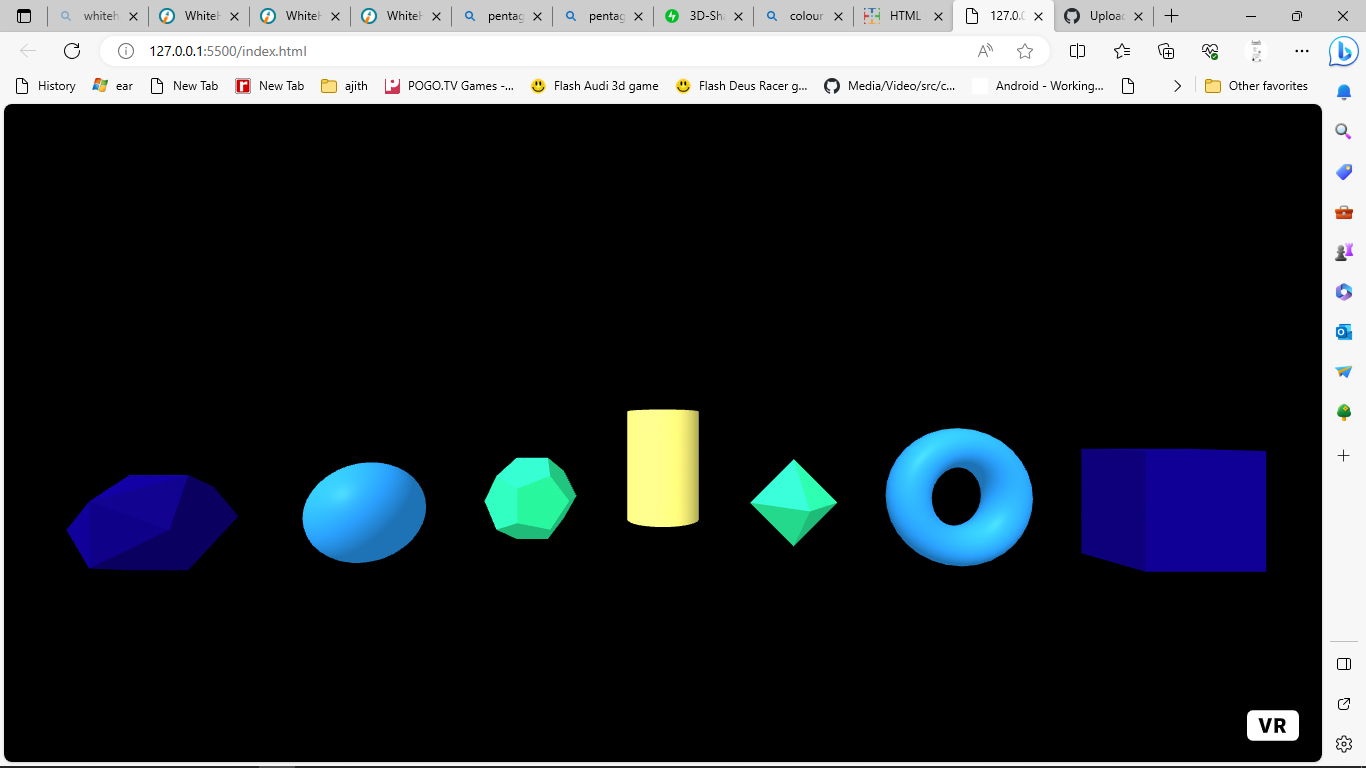 whiteh
WhiteH
WhiteH
WhiteH
pentag
pentag
3D-Sha
colour
HTML
127.0.0
Upload
127.0.0.1:5500/index.html
History
ear
New Tab
New Tab
ajith
POGO.TV Games -...
Flash Audi 3d game
Flash Deus Racer g...
Media/Video/src/c...
Android - Working...
Other favorites
VR